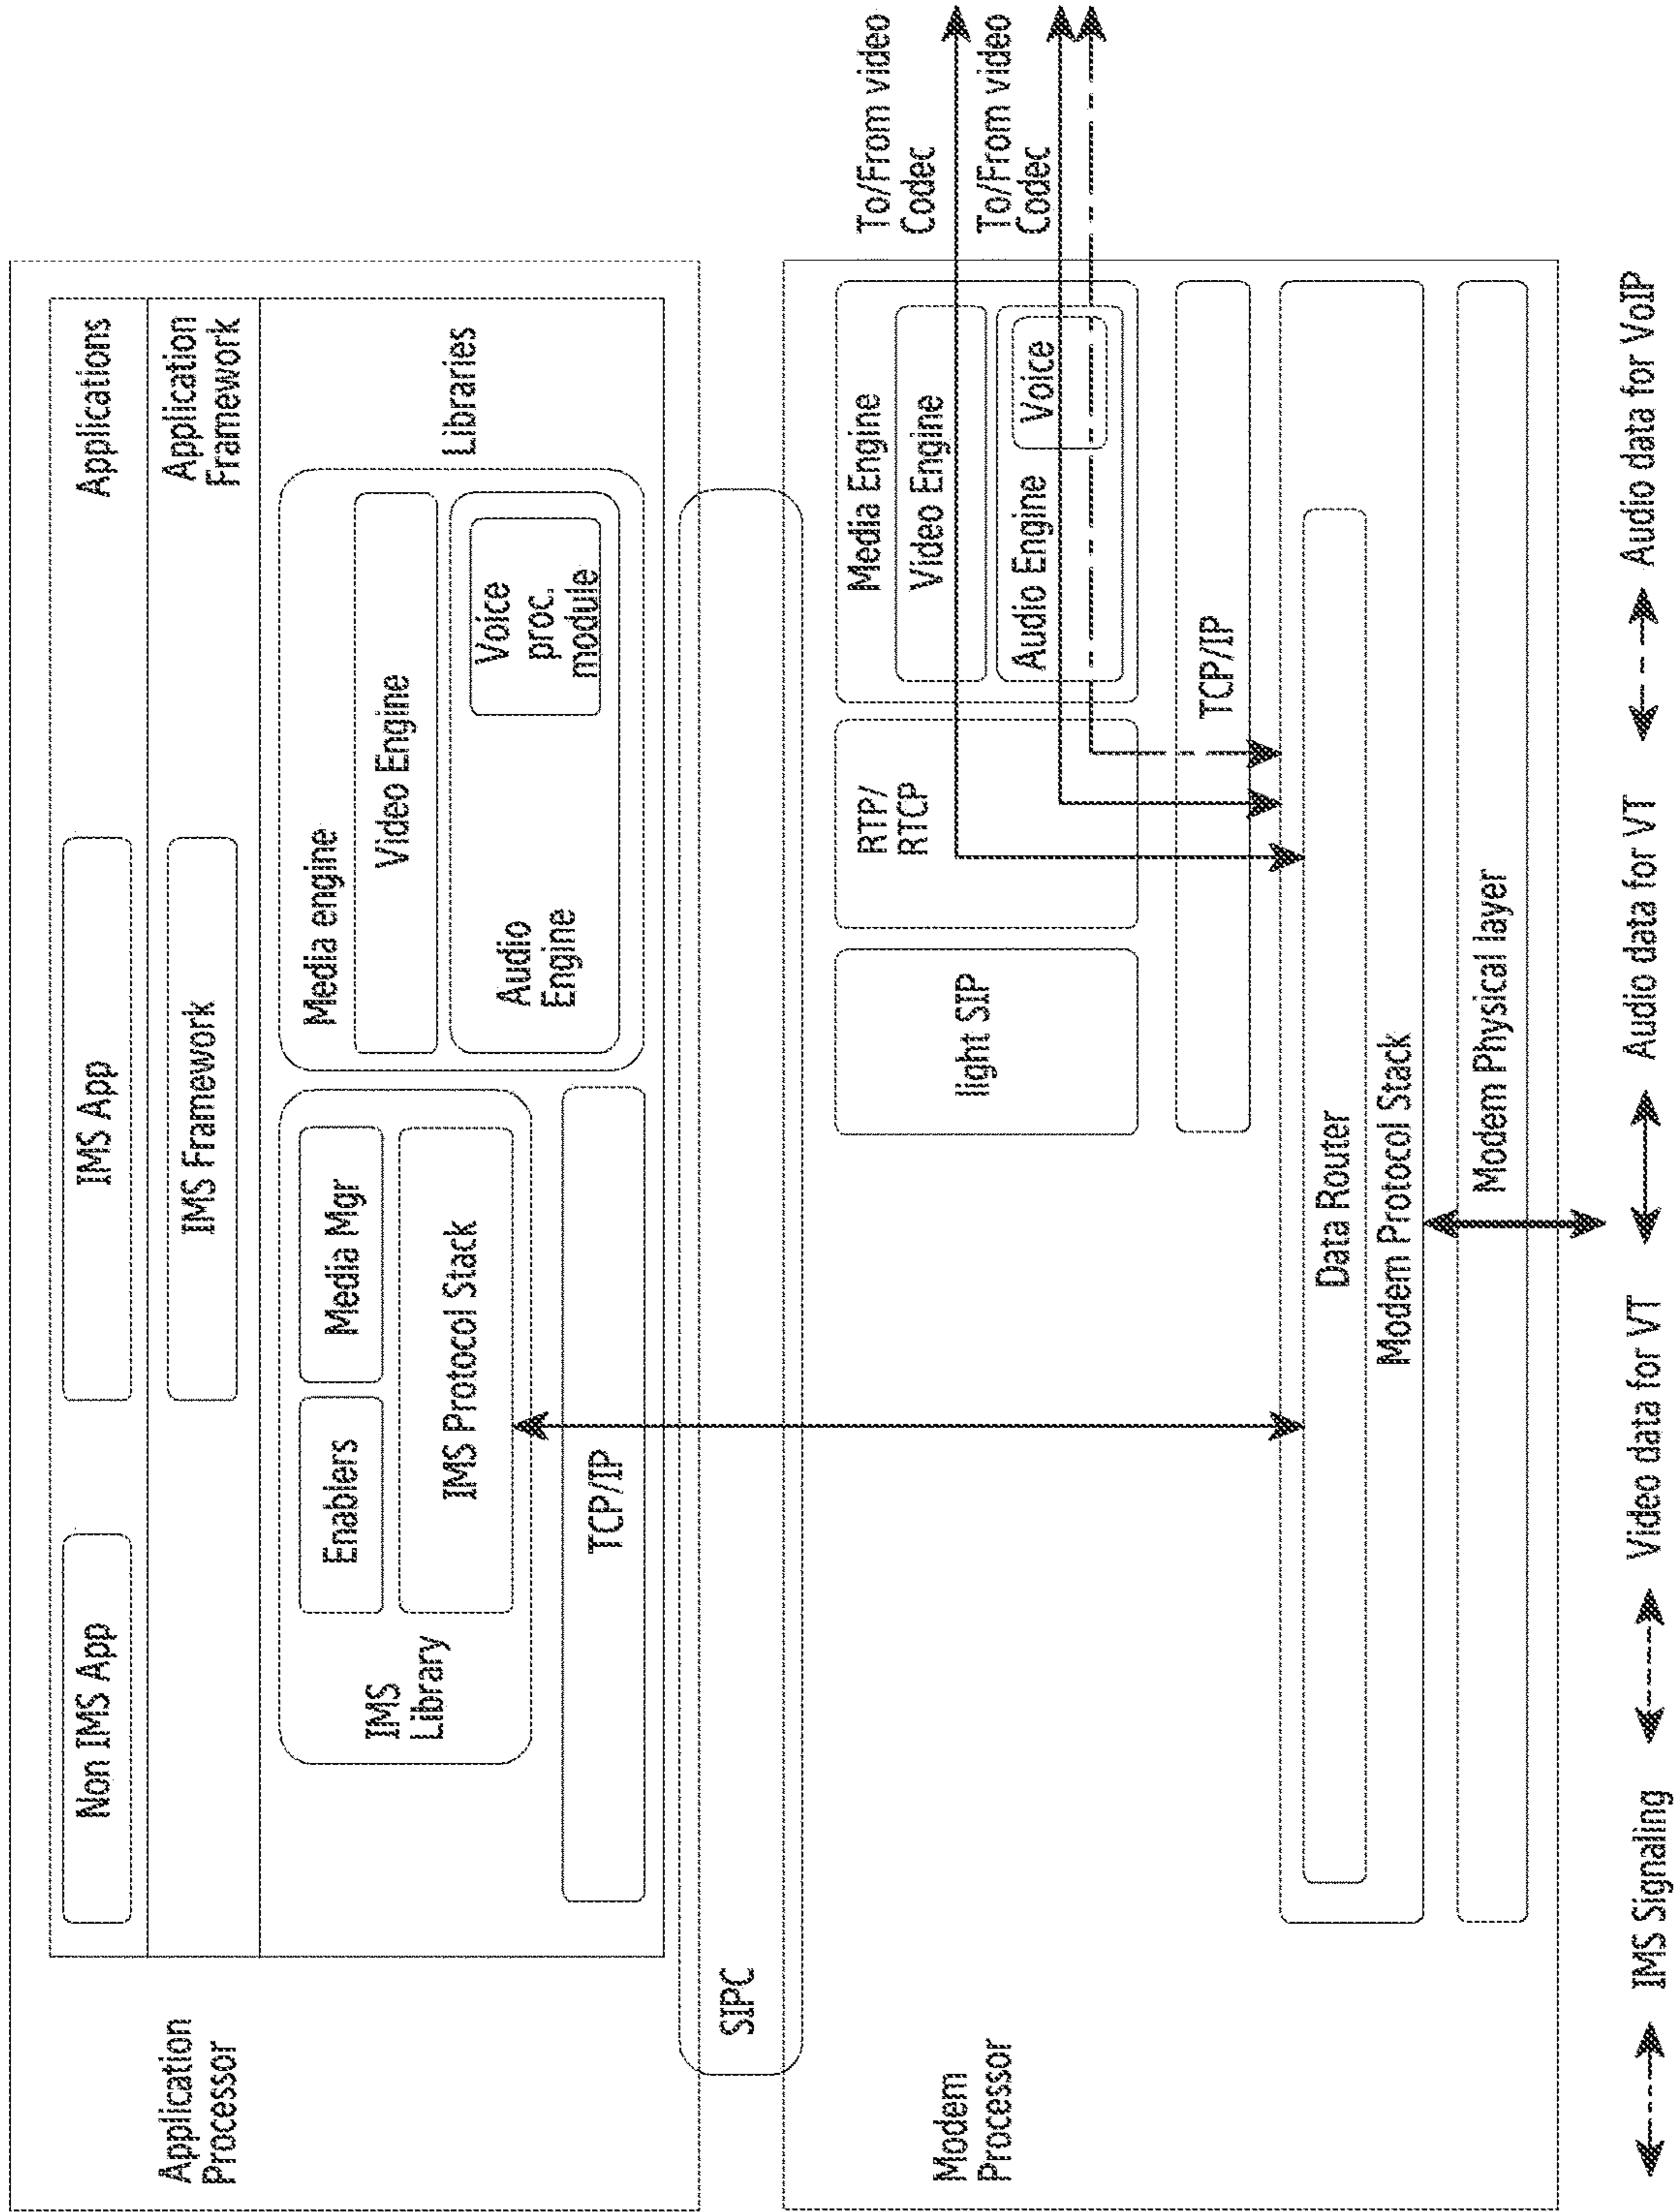 Application
Processor
Applications
Non IMS App
IMS App
Application
Framework
IMS Framework
Libraries
IMS
Library
Enablers
Media Mgr
IMS Protocol Stack
TCP/IP
Media engine
Video Engine
Audio
Engine
Voice
proc.
module
SIPC
Modem
Processor
light SIP
RTP/
RTCP
Media Engine
Video Engine
Audio Engine
Voice
To/From video
Codec
To/From video
Codec
TCP/IP
Data Router
Modem Protocol Stack
Modem Physical layer
IMS Signaling
Video data for VT
Audio data for VT
Audio data for VoIP